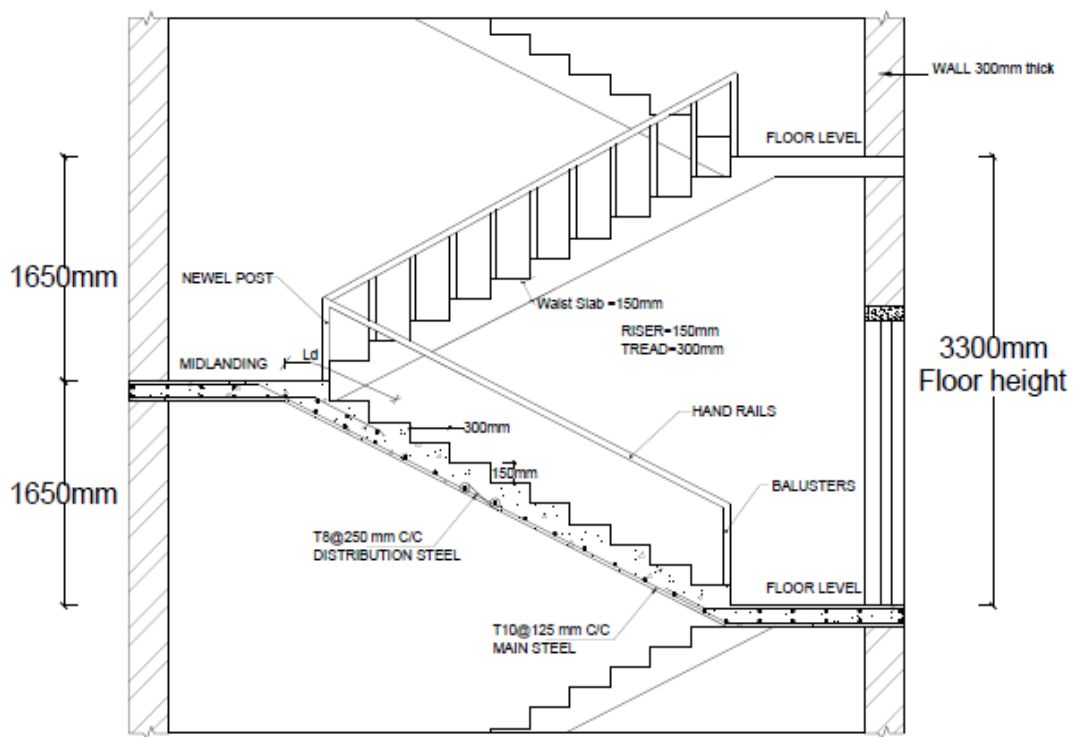 WALL 300mm thick
FLOOR LEVEL
1650mm
NEWEL POST
Waist Slab =150mm
RISER=150mm
TREAD=300mm
Ld
MIDLANDING
3300mm
Floor height
HAND RAILS
300mm
150mm
1650mm
BALUSTERS
T8@250 mm C/C
DISTRIBUTION STEEL
FLOOR LEVEL
T10@125 mm C/C
MAIN STEEL